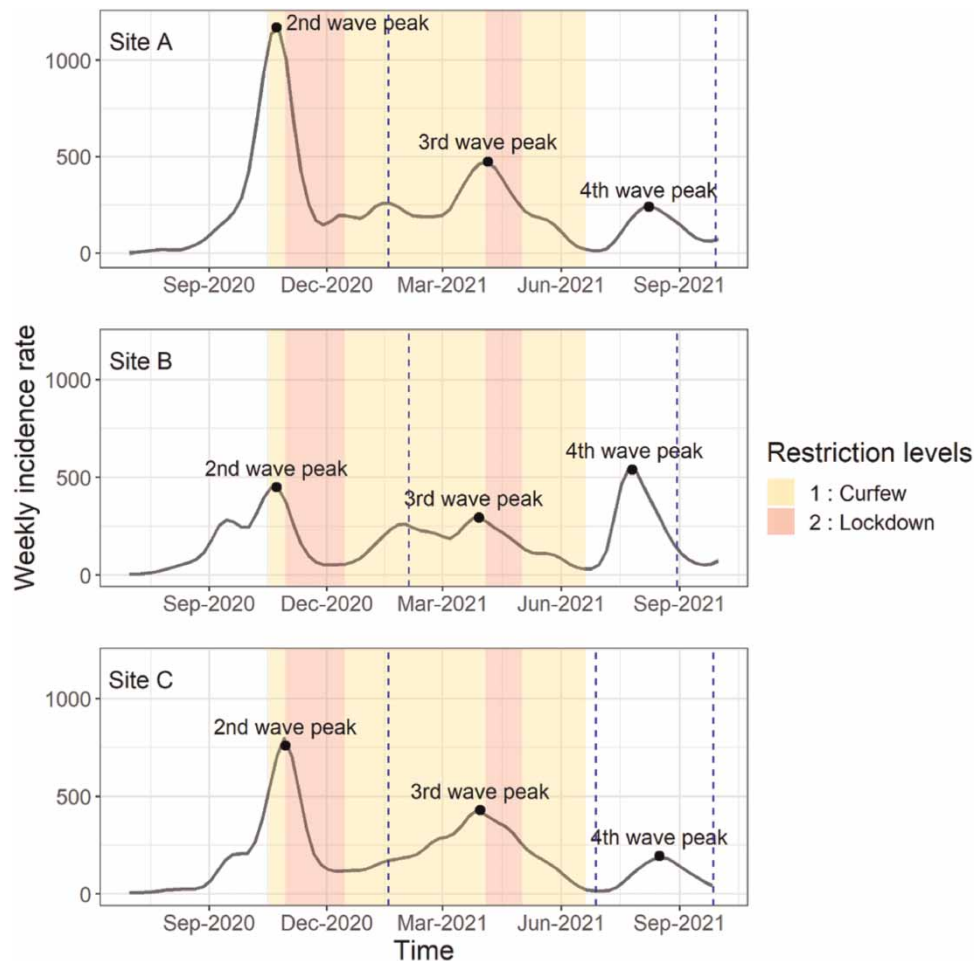 Site A
2nd wave peak
3rd wave peak
4th wave peak
1000
500
0
Sep-2020 Dec-2020 Mar-2021 Jun-2021 Sep-2021
Site B
2nd wave peak
3rd wave peak
4th wave peak
1000
500
0
Sep-2020 Dec-2020 Mar-2021 Jun-2021 Sep-2021
Site C
2nd wave peak
3rd wave peak
4th wave peak
1000
500
0
Sep-2020 Dec-2020 Mar-2021 Jun-2021 Sep-2021
Time
Weekly incidence rate
Restriction levels
1 : Curfew
2 : Lockdown